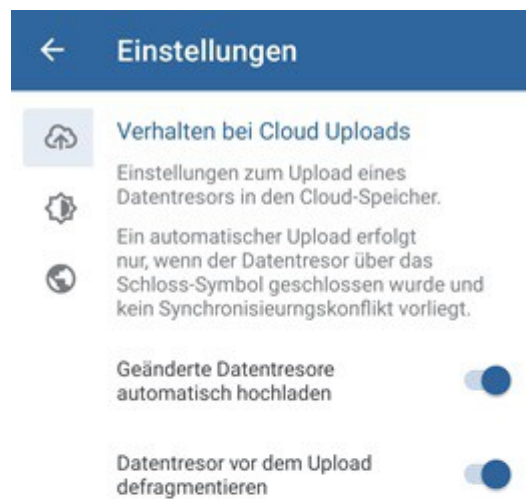 Einstellungen
Verhalten bei Cloud Uploads
Einstellungen zum Upload eines
Datentresors in den Cloud-Speicher.
Ein automatischer Upload erfolgt
nur, wenn der Datentresor über das
Schloss-Symbol geschlossen wurde und
kein Synchronisieurngskonflikt vorliegt.
Geänderte Datentresore
automatisch hochladen
Datentresor vor dem Upload
defragmentieren